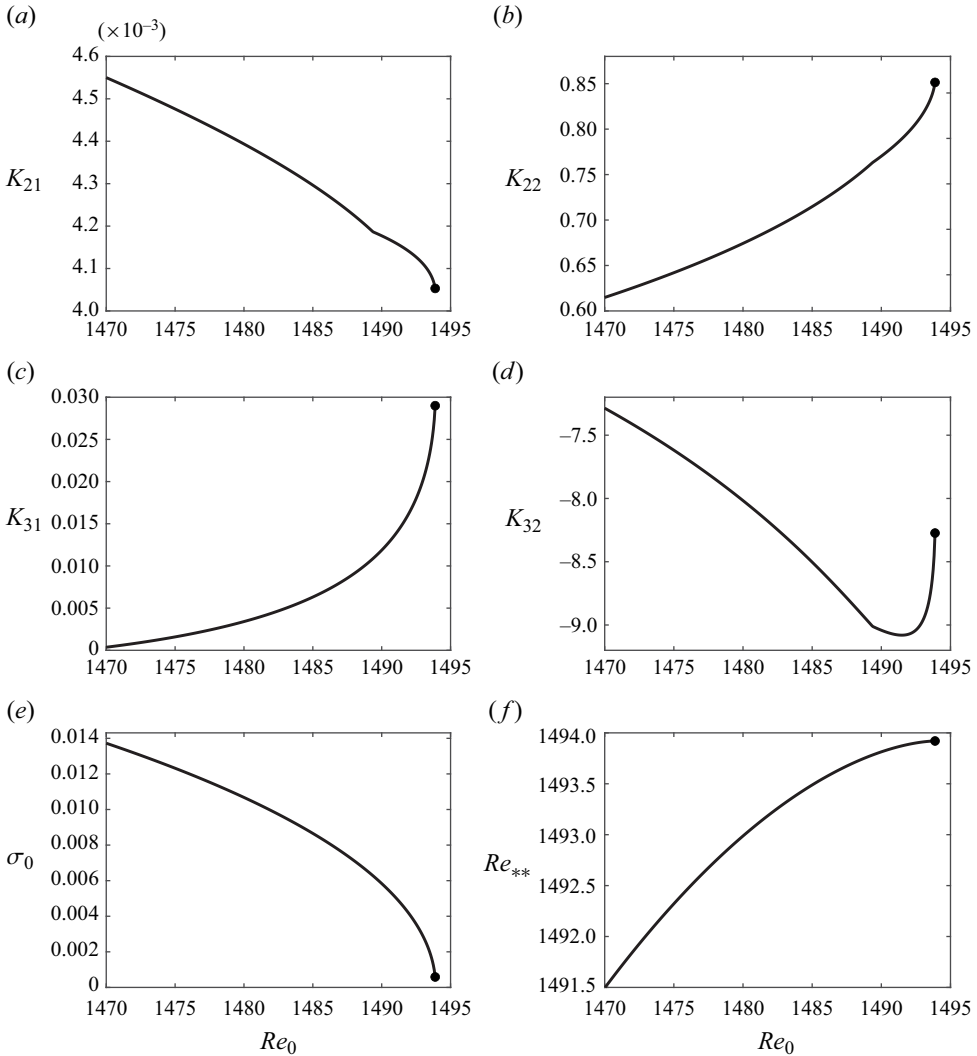 (a)
(×10⁻³)
4.6
4.5
4.4
4.3
4.2
4.1
4.0
K₂₁
1470 1475 1480 1485 1490 1495
(b)
0.85
0.80
0.75
0.70
0.65
0.60
K₂₂
1470 1475 1480 1485 1490 1495
(c)
0.030
0.025
0.020
0.015
0.010
0.005
0
K₃₁
1470 1475 1480 1485 1490 1495
(d)
–7.5
–8.0
–8.5
–9.0
K₃₂
1470 1475 1480 1485 1490 1495
(e)
0.014
0.012
0.010
0.008
0.006
0.004
0.002
0
σ₀
1470 1475 1480 1485 1490 1495
Re₀
(f)
1494.0
1493.5
1493.0
1492.5
1492.0
1491.5
Re**
1470 1475 1480 1485 1490 1495
Re₀